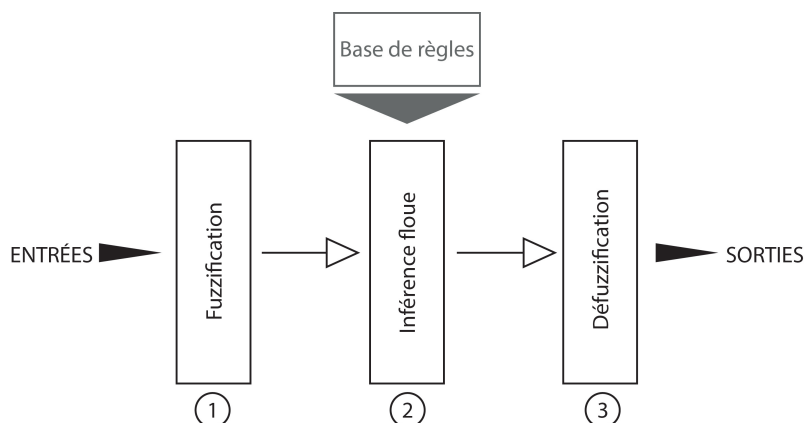 Base de règles
ENTRÉES
Fuzzification
Inférence floue
Défuzzification
SORTIES
1
2
3